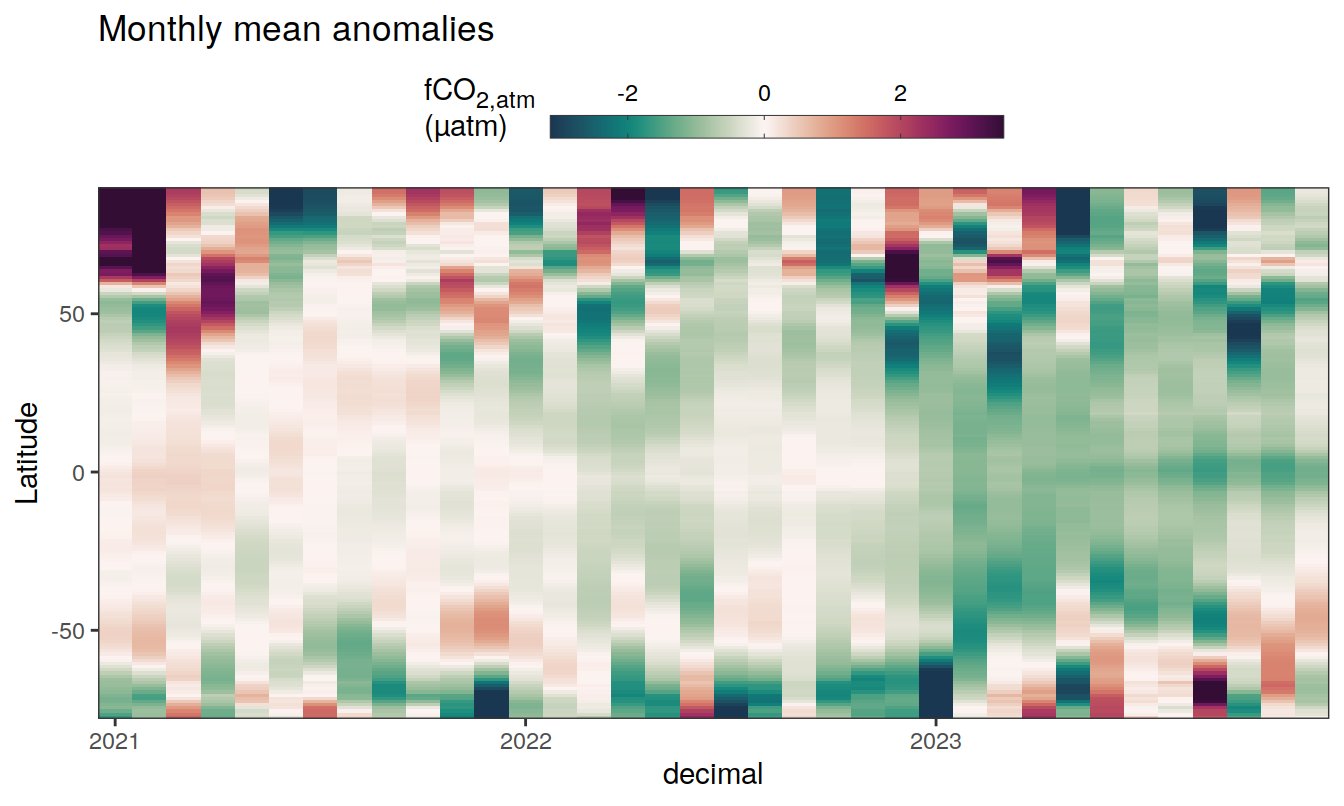 Monthly mean anomalies
fCO2,atm
(µatm)
-2 0 2
Latitude
50
0
-50
2021 2022 2023
decimal